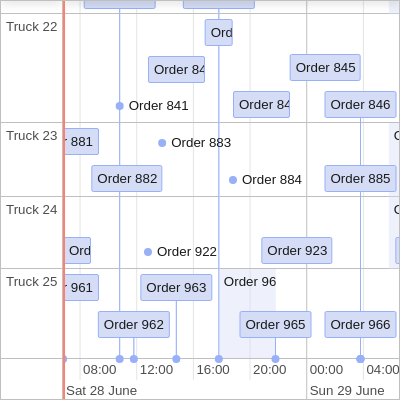 Truck 22
Ord
Order 84
Order 845
Order 841
Order 84
Order 846
Truck 23
881
Order 883
Order 882
Order 884
Order 885
Truck 24
Ord
Order 922
Order 923
Truck 25
961
Order 963
Order 96
Order 962
Order 965
Order 966
08:00
12:00
16:00
20:00
00:00
04:00
Sat 28 June
Sun 29 June